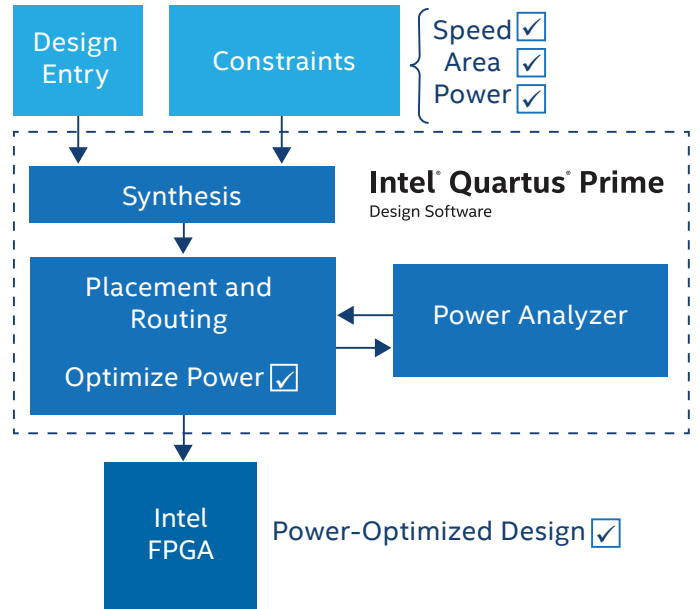 Design
Entry
Constraints
Speed ✓
Area ✓
Power ✓
Synthesis
Intel® Quartus® Prime
Design Software
Placement and
Routing
Optimize Power ✓
Power Analyzer
Intel
FPGA
Power-Optimized Design ✓